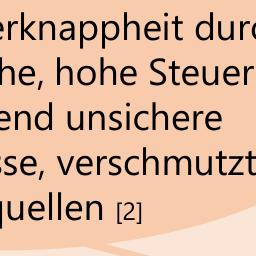 erknappheit durc
he, hohe Steuer
end unsichere
sse, verschmutzt
quellen [2]